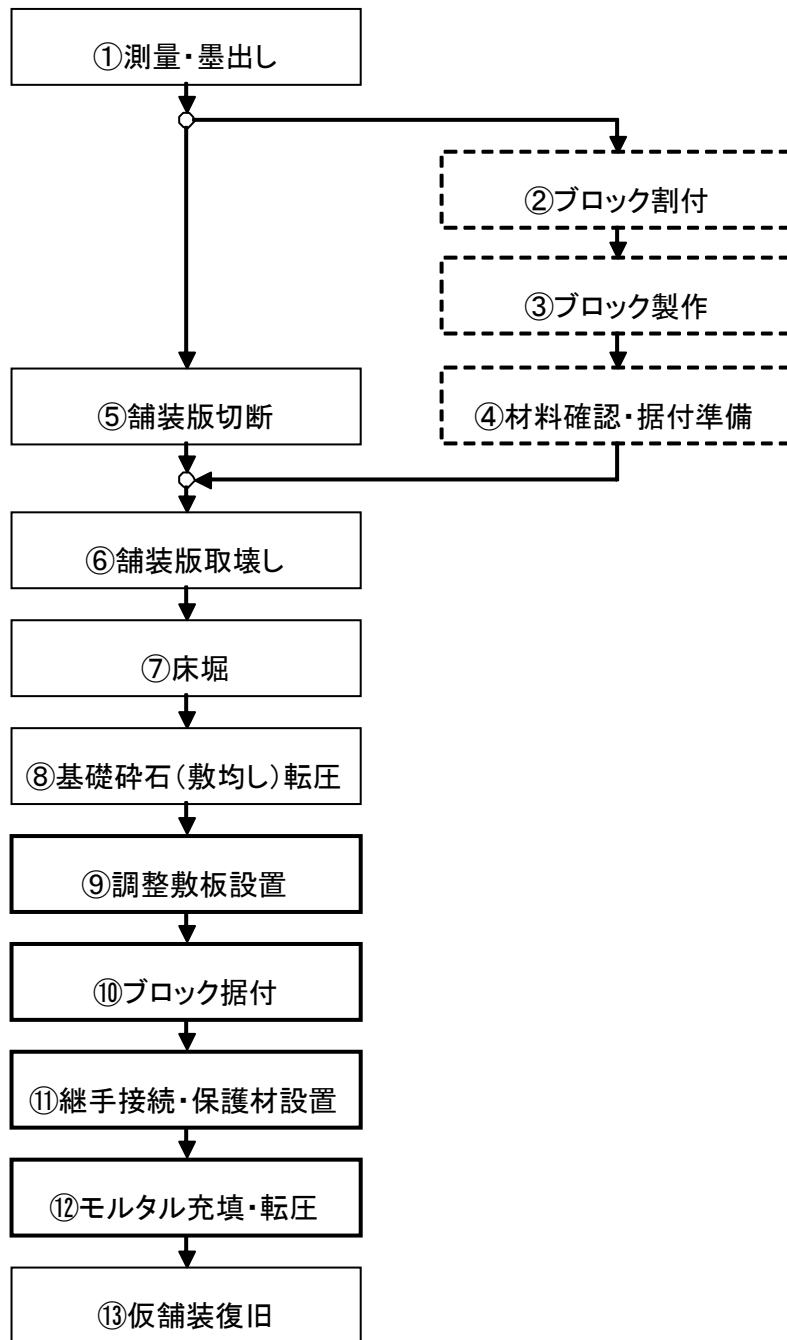 ①測量・墨出し
②ブロック割付
③ブロック製作
④材料確認・据付準備
⑤舗装版切断
⑥舗装版取壊し
⑦床堀
⑧基礎砕石(敷均し)転圧
⑨調整敷板設置
⑩ブロック据付
⑪継手接続・保護材設置
⑫モルタル充填・転圧
⑬仮舗装復旧